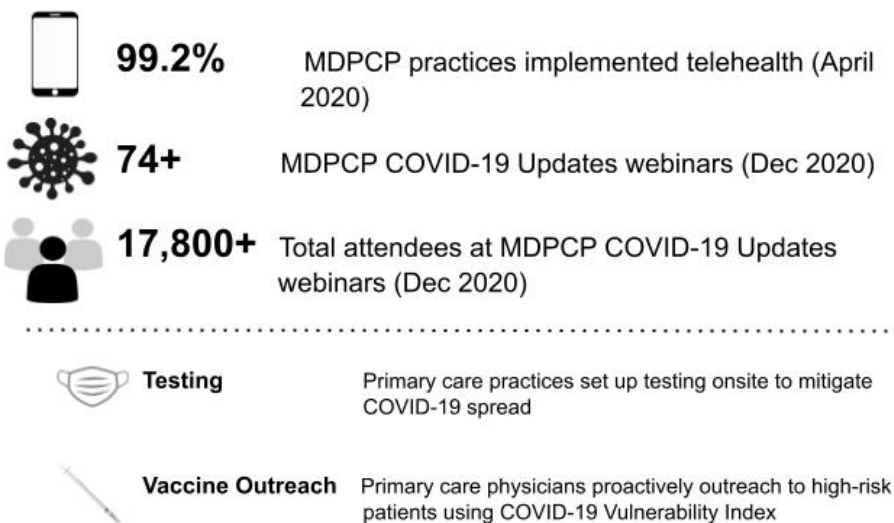 99.2% MDPCP practices implemented telehealth (April
2020)
74+ MDPCP COVID-19 Updates webinars (Dec 2020)
17,800+ Total attendees at MDPCP COVID-19 Updates
webinars (Dec 2020)
Testing Primary care practices set up testing onsite to mitigate
COVID-19 spread
Vaccine Outreach Primary care physicians proactively outreach to high-risk
patients using COVID-19 Vulnerability Index